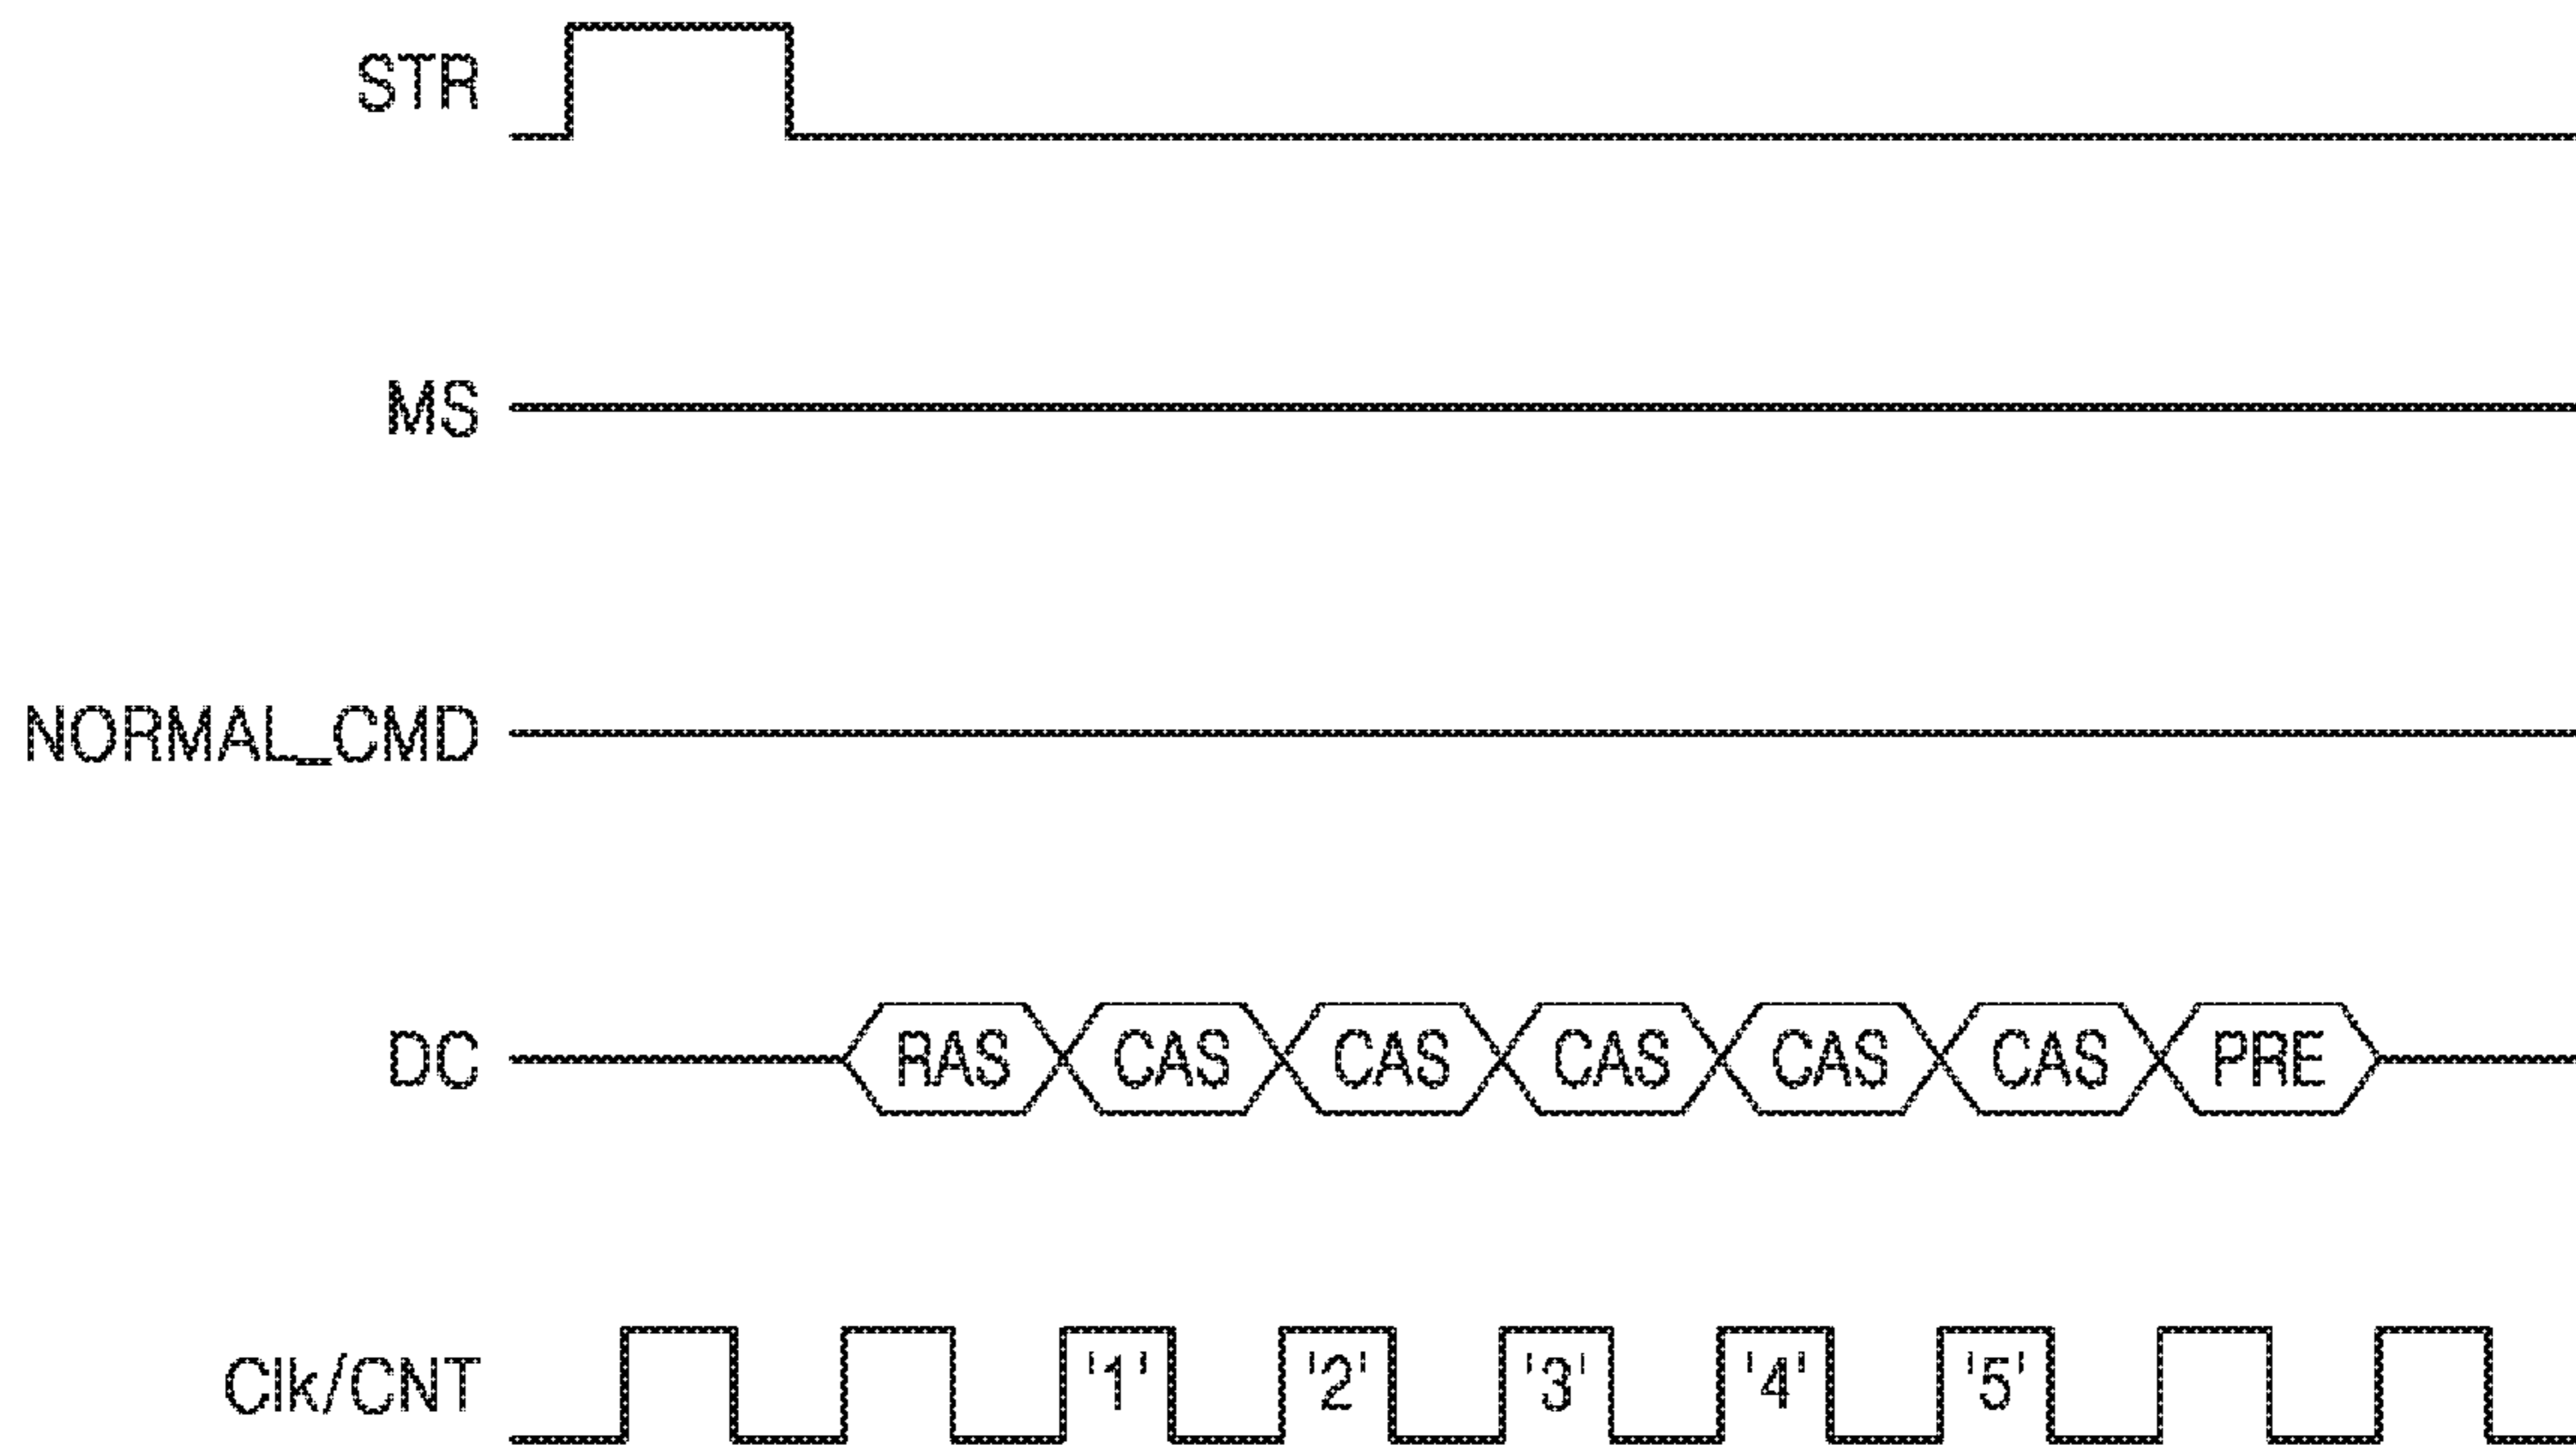 STR
MS
NORMAL_CMD
DC RAS CAS CAS CAS CAS CAS PRE
Clk/CNT '1' '2' '3' '4' '5'